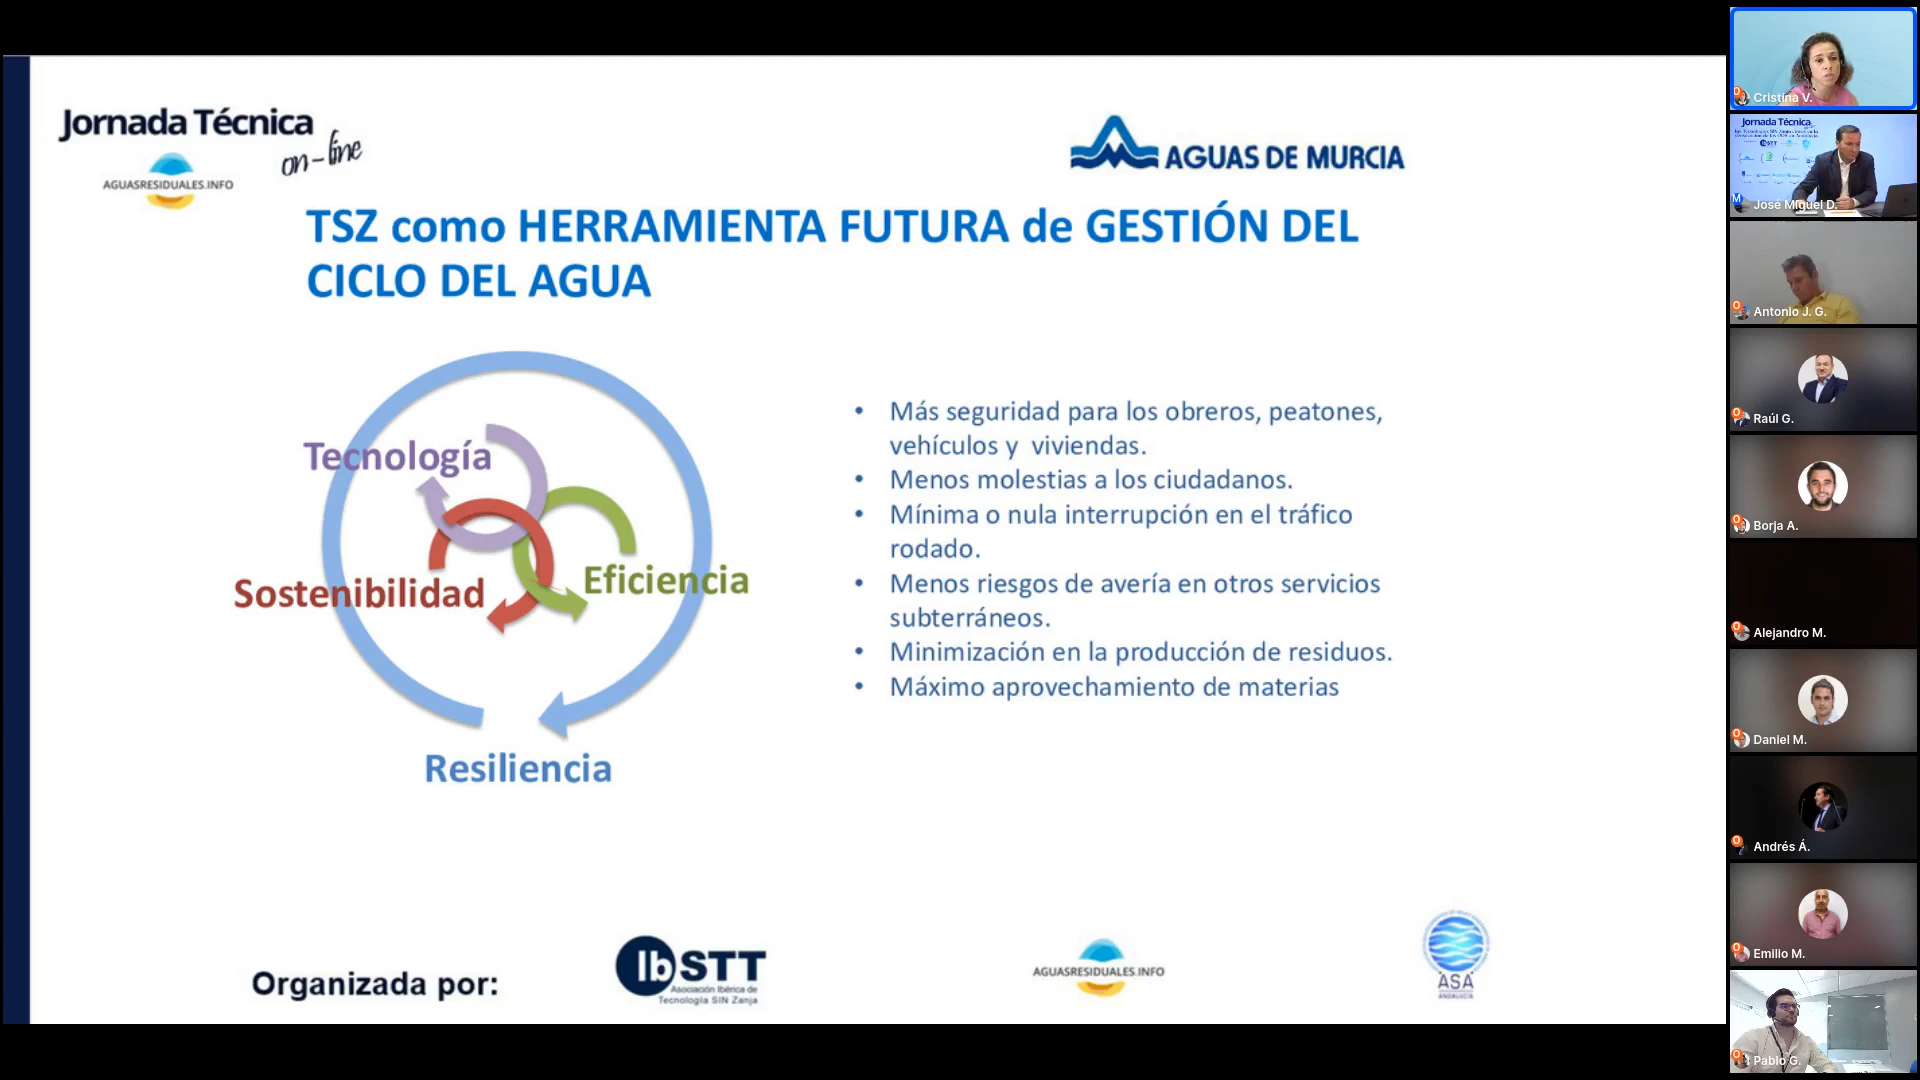 Jornada Técnica
on-line
AGUASRESIDUALES.INFO
AGUAS DE MURCIA
TSZ como HERRAMIENTA FUTURA de GESTIÓN DEL
CICLO DEL AGUA
Tecnología
Sostenibilidad
Eficiencia
Resiliencia
• Más seguridad para los obreros, peatones,
vehículos y viviendas.
• Menos molestias a los ciudadanos.
• Mínima o nula interrupción en el tráfico
rodado.
• Menos riesgos de avería en otros servicios
subterráneos.
• Minimización en la producción de residuos.
• Máximo aprovechamiento de materias
Organizada por:
IbSTT
Asociación Ibérica de
Tecnología SIN Zanja
AGUASRESIDUALES.INFO
ASA
ANDALUCÍA
Cristina V.
Jornada Técnica
IbSTT
José Miguel D.
Antonio J. G.
Raúl G.
Borja A.
Alejandro M.
Daniel M.
Andrés Á.
Emilio M.
Pablo G.